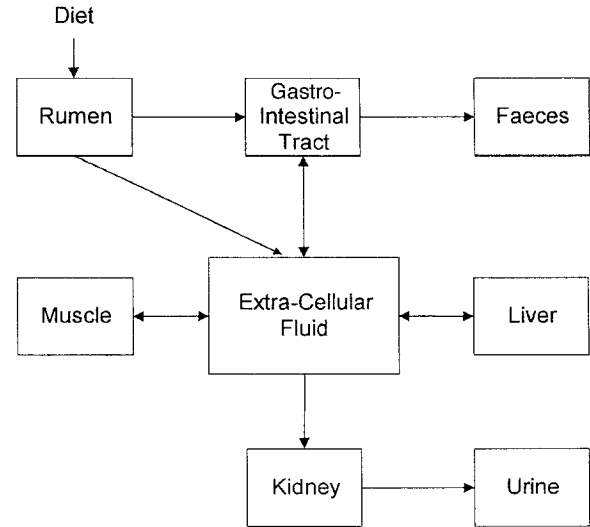 Diet
Rumen
Gastro-
Intestinal
Tract
Faeces
Muscle
Extra-Cellular
Fluid
Liver
Kidney
Urine